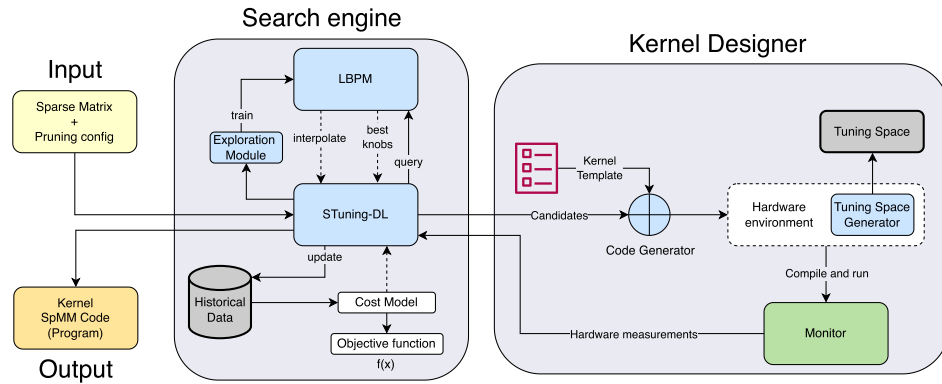 Search engine
Kernel Designer
Input
Sparse Matrix
+
Pruning config
LBPM
train
interpolate
best
knobs
query
Exploration
Module
STuning-DL
update
Historical
Data
Cost Model
Objective function
f(x)
Kernel
SpMM Code
(Program)
Output
Kernel
Template
Candidates
Code Generator
Tuning Space
Hardware
environment
Tuning Space
Generator
Compile and run
Monitor
Hardware measurements